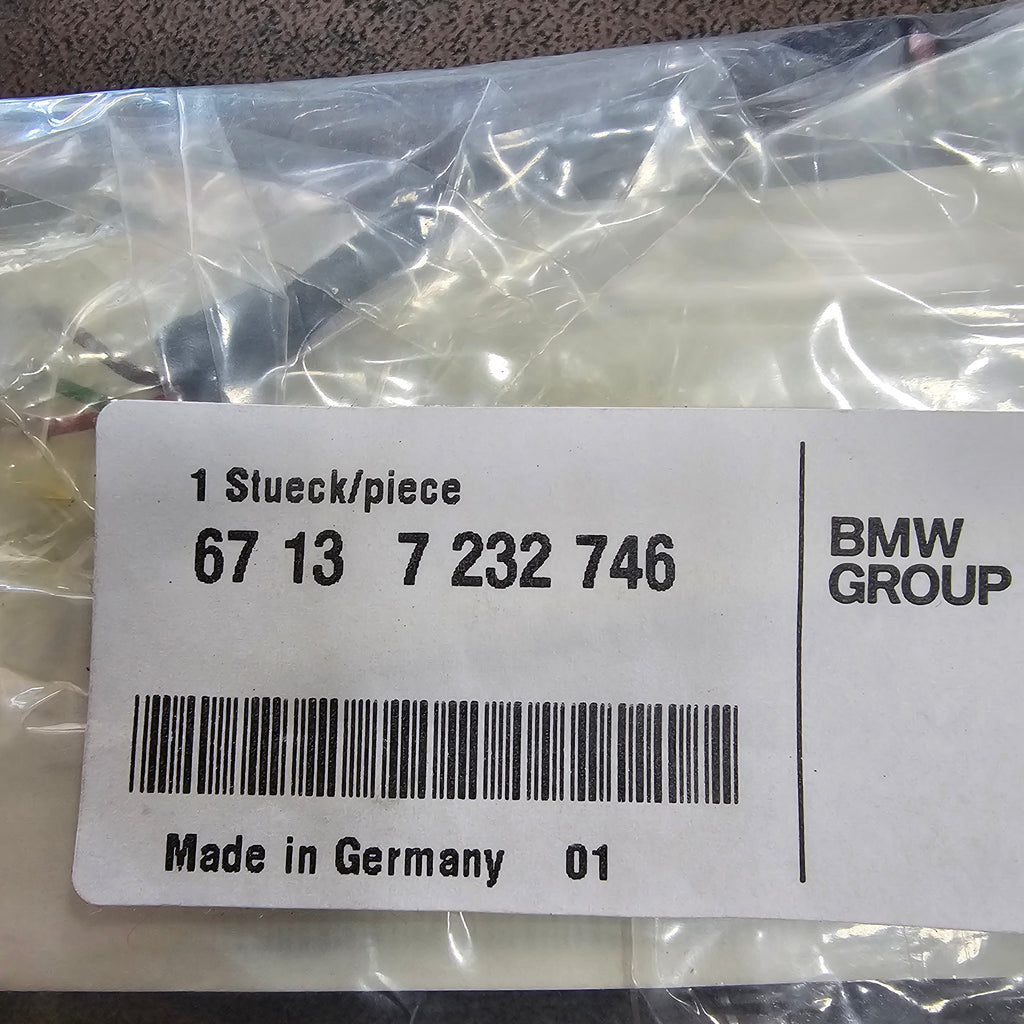 1 Stueck/piece
67 13 7 232 746
BMW
GROUP
Made in Germany 01